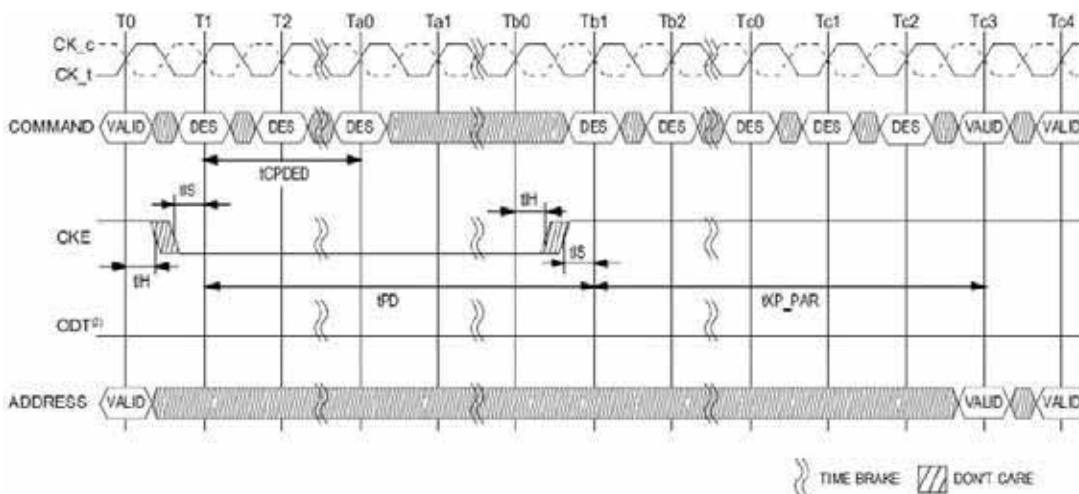 T0 T1 T2 Ta0 Ta1 Tb0 Tb1 Tb2 Tc0 Tc1 Tc2 Tc3 Tc4
CK_c
CK_t
COMMAND VALID DES DES DES DES DES DES DES DES VALID VALID
tCPDED
tIS tIH
CKE
tIH tIS
tPD tXP_PAR
ODT(2)
ADDRESS VALID VALID VALID
TIME BRAKE DON'T CARE